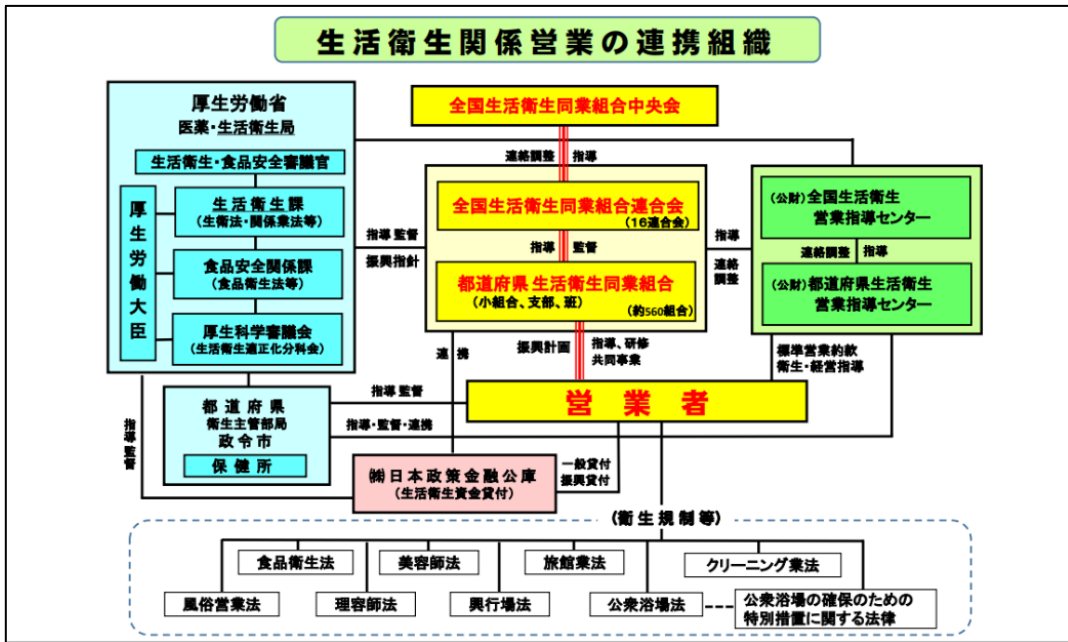 生活衛生関係営業の連携組織
厚生労働省
医薬・生活衛生局
生活衛生・食品安全審議官
厚生労働大臣
生活衛生課
(生衛法・関係業法等)
食品安全関係課
(食品衛生法等)
厚生科学審議会
(生活衛生適正化分科会)
全国生活衛生同業組合中央会
連絡調整 指導
全国生活衛生同業組合連合会
(16連合会)
指導 監督
都道府県生活衛生同業組合
(小組合、支部、班)
(約560組合)
指導 監督
振興指針
指導
連絡
調整
(公財)全国生活衛生
営業指導センター
連絡調整 指導
(公財)都道府県生活衛生
営業指導センター
連携
振興計画
指導、研修
共同事業
標準営業約款
衛生・経営指導
営業者
指導 監督
都道府県
衛生主管部局
政令市
保健所
指導・監督・連携
指導監督
㈱日本政策金融公庫
(生活衛生資金貸付)
一般貸付
振興貸付
(衛生規制等)
食品衛生法
美容師法
旅館業法
クリーニング業法
風俗営業法
理容師法
興行場法
公衆浴場法
公衆浴場の確保のための
特別措置に関する法律